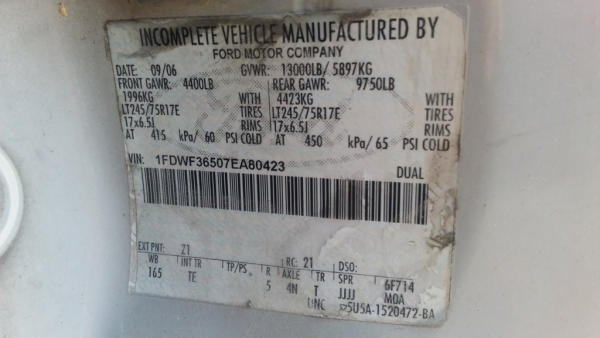 INCOMPLETE VEHICLE MANUFACTURED BY
FORD MOTOR COMPANY
DATE: 09/06 GVWR: 13000LB/ 5897KG
FRONT GAWR: 4400LB REAR GAWR: 9750LB
1996KG WITH 4423KG WITH
LT245/75R17E TIRES LT245/75R17E TIRES
17x6.5J RIMS 17x6.5J RIMS
AT 415 kPa/ 60 PSI COLD AT 450 kPa/ 65 PSI COLD
VIN: 1FDWF36507EA80423 DUAL
EXT PNT: Z1 RC: 21 DSO:
WB INT TR TP/PS R AXLE TR SPR 6F714
165 TE 5 4N T JJJJ MOA
UNC 5U5A-1520472-BA